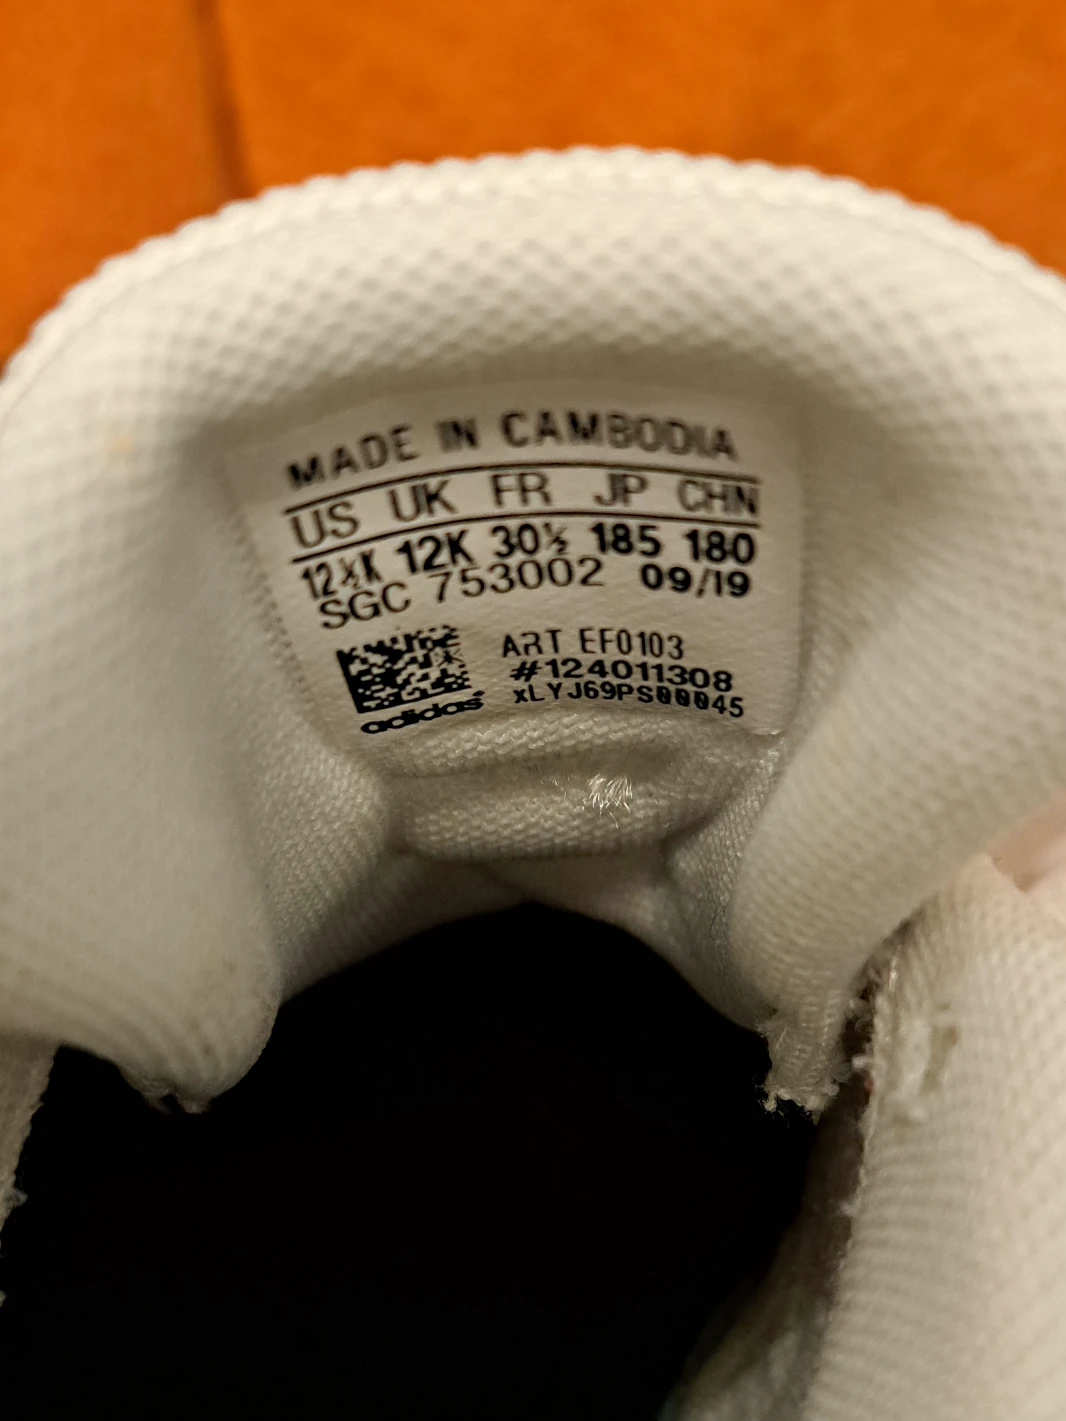 MADE IN CAMBODIA
US UK FR JP CHN
12½K 12K 30½ 185 180
SGC 753002 09/19
ART EF0103
#124011308
xLYJ69PS00045
adidas